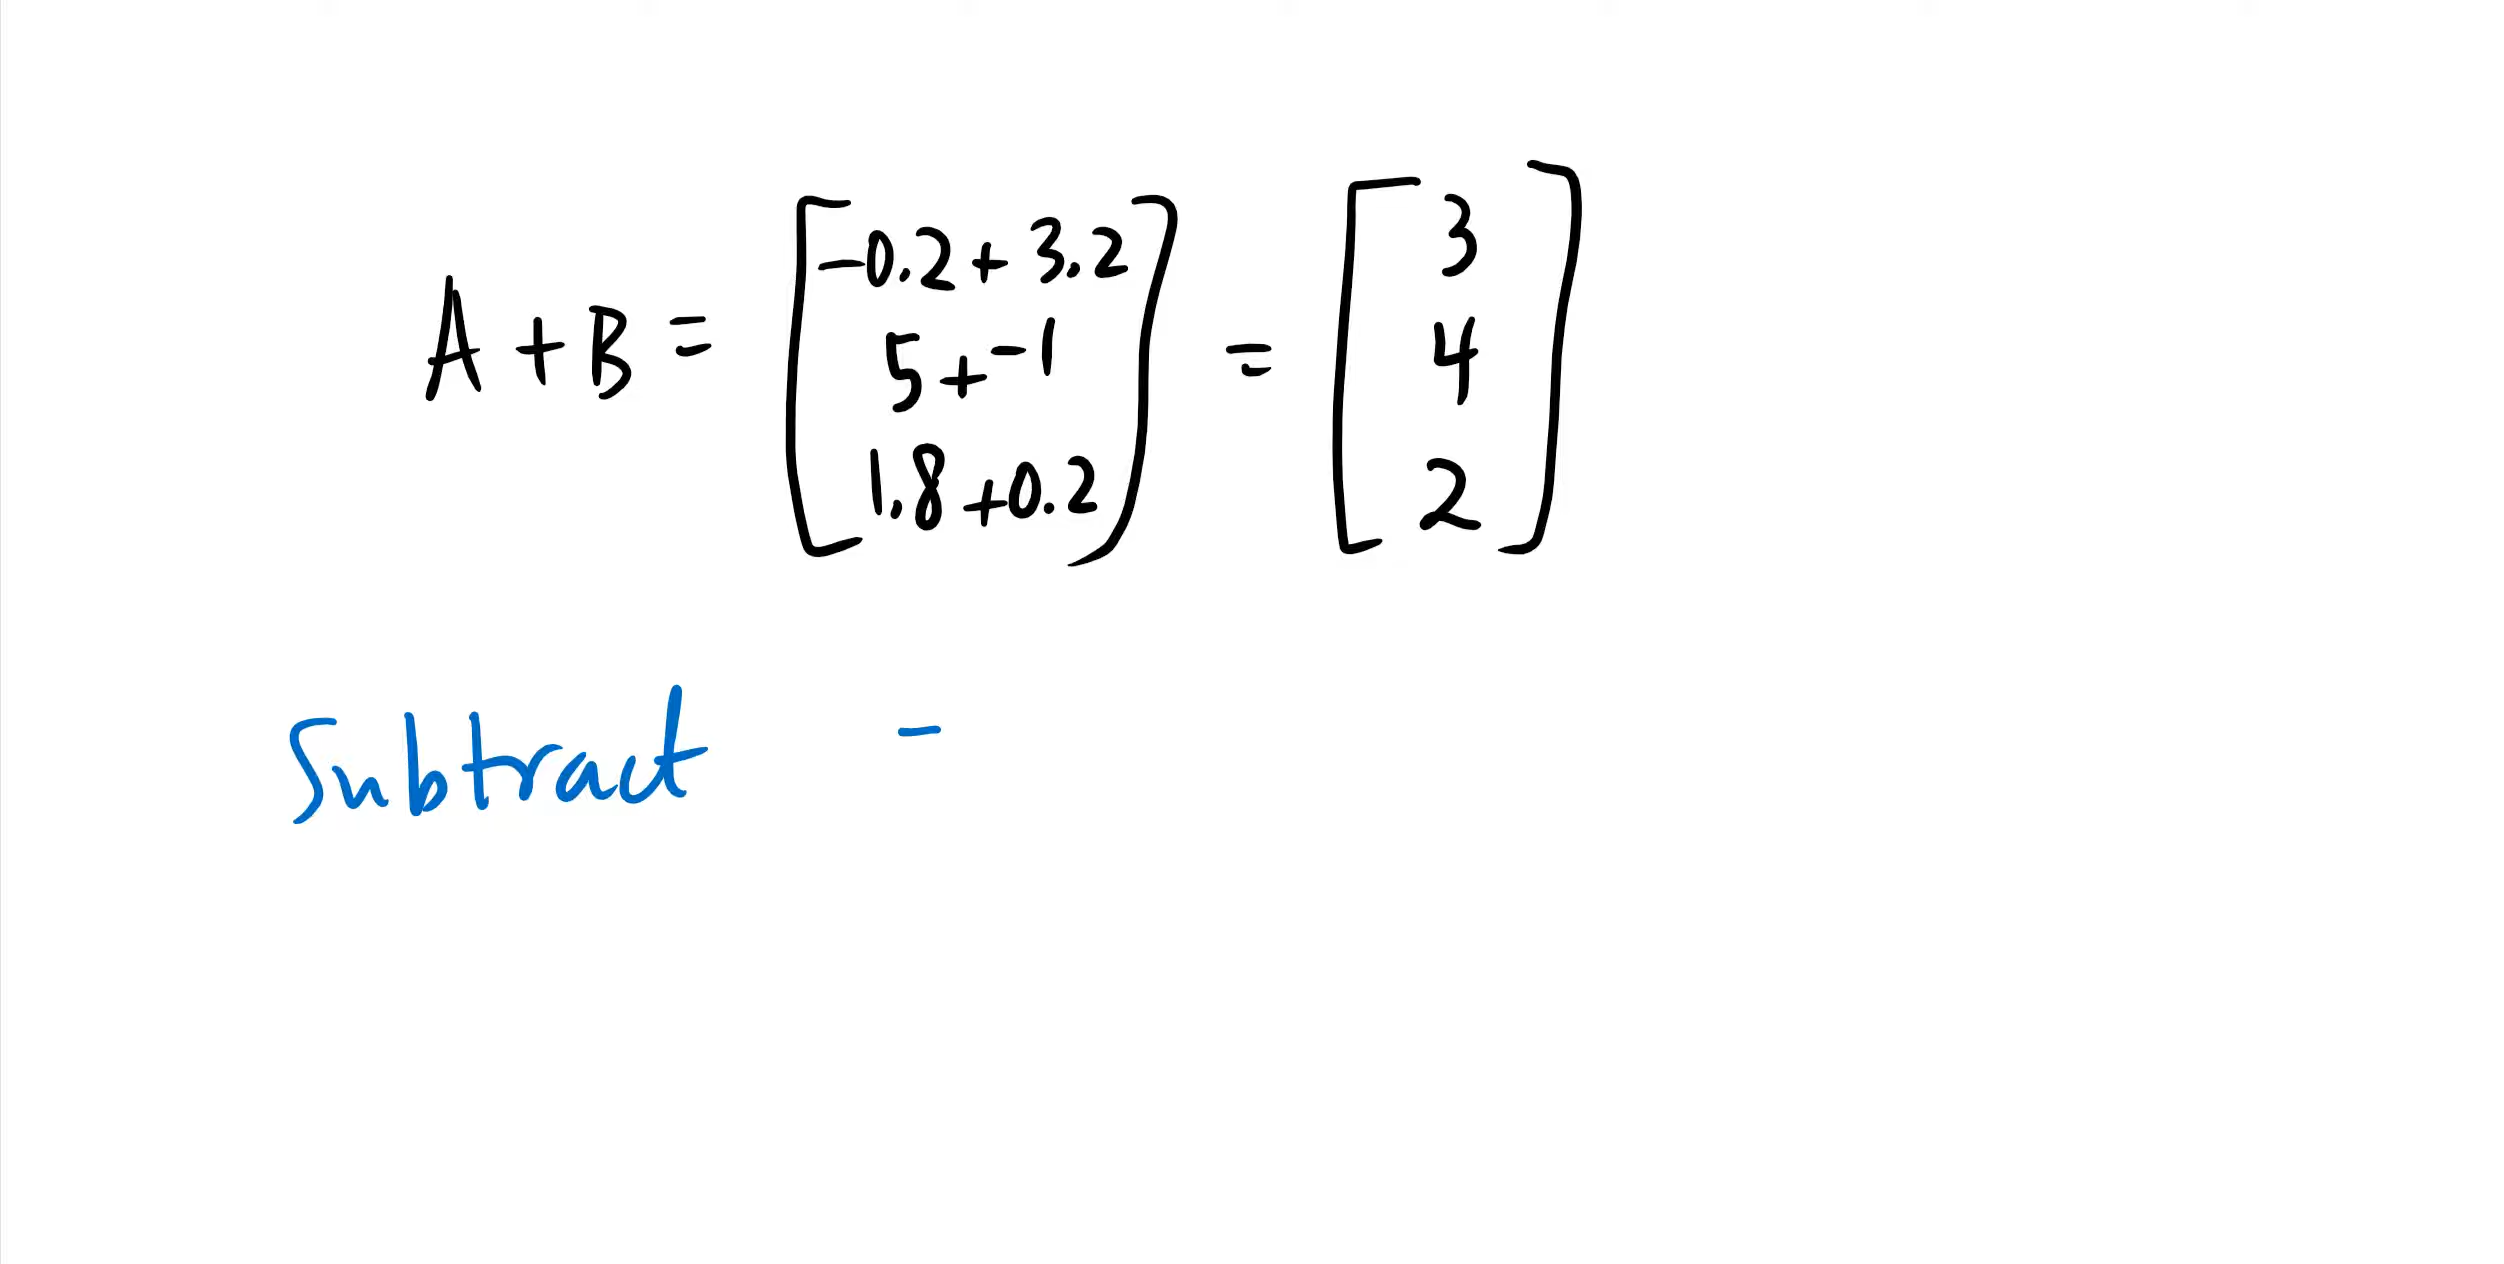 A + B = [ -0.2 + 3.2 ] = [ 3 ]
5 + -1 4
1.8 + 0.2 2
Subtract -